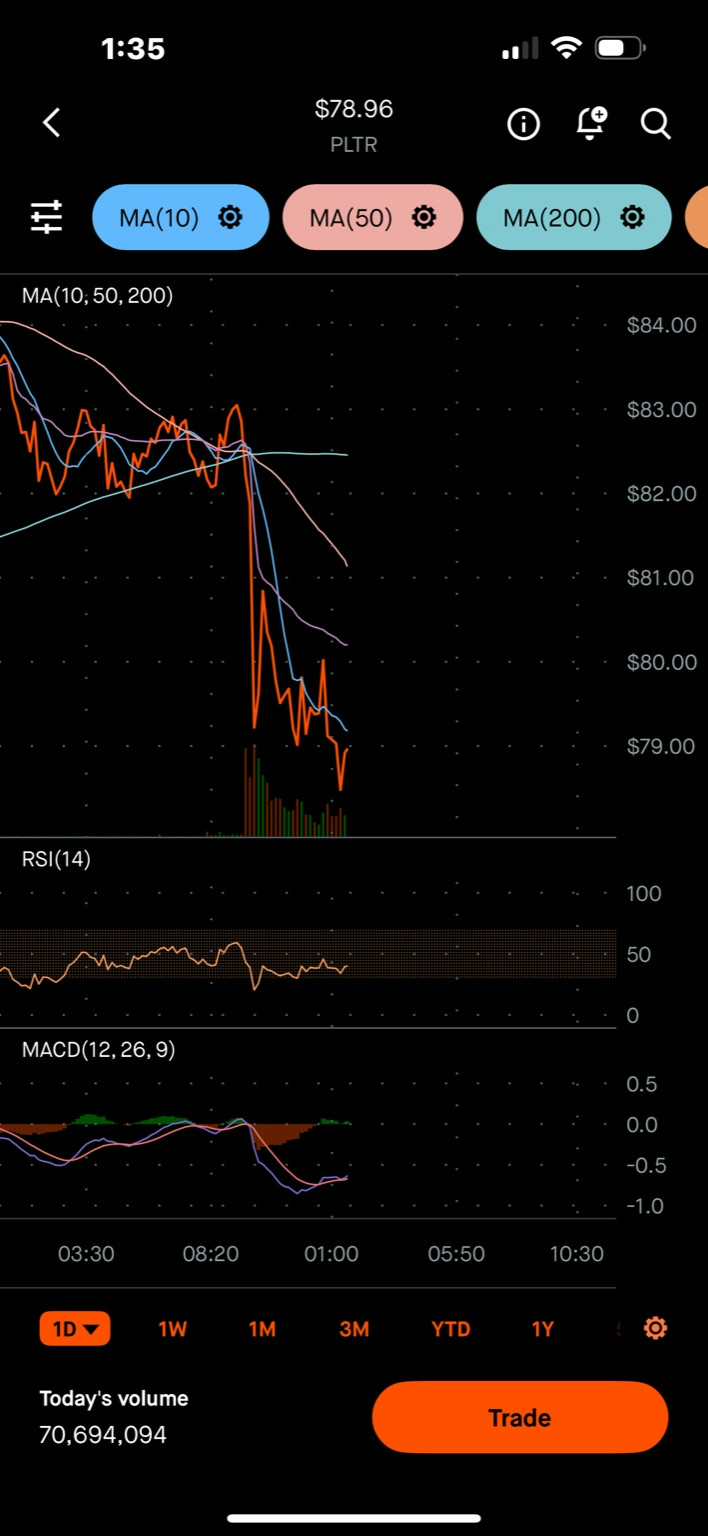 1:35
$78.96
PLTR
MA(10)
MA(50)
MA(200)
MA(10, 50, 200)
$84.00
$83.00
$82.00
$81.00
$80.00
$79.00
RSI(14)
100
50
0
MACD(12, 26, 9)
0.5
0.0
-0.5
-1.0
03:30 08:20 01:00 05:50 10:30
1D 1W 1M 3M YTD 1Y
Today's volume
70,694,094
Trade